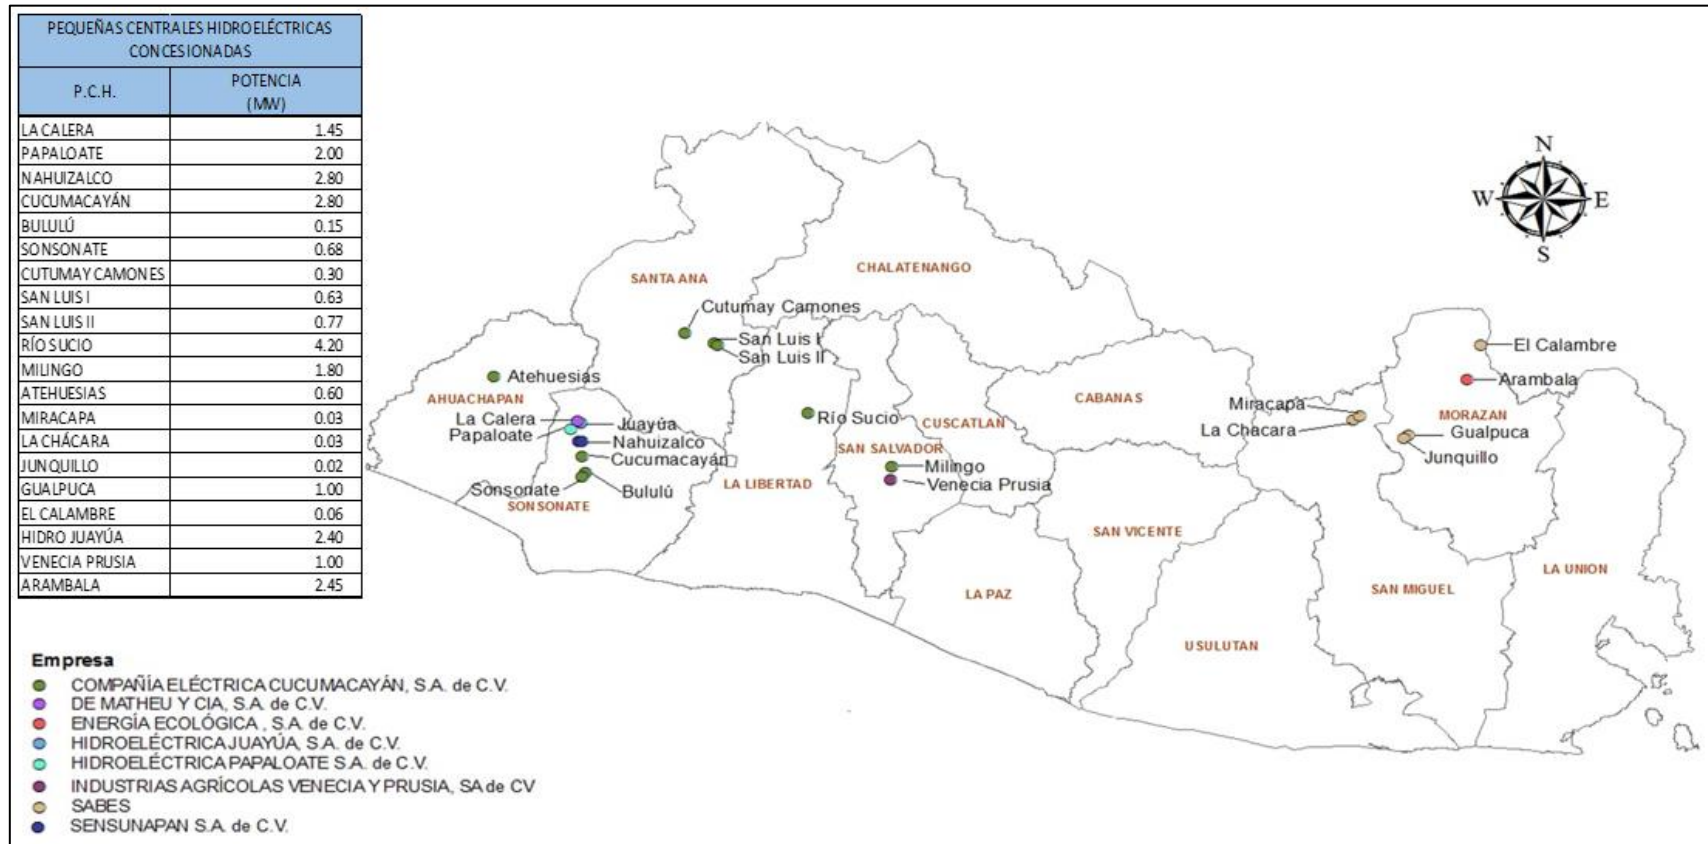 PEQUEÑAS CENTRALES HIDROELÉCTRICAS
CONCESIONADAS
P.C.H. POTENCIA
(MW)
LA CALERA 1.45
PAPALOATE 2.00
NAHUIZALCO 2.80
CUCUMACAYÁN 2.80
BULULÚ 0.15
SONSONATE 0.68
CUTUMAY CAMONES 0.30
SAN LUIS I 0.63
SAN LUIS II 0.77
RÍO SUCIO 4.20
MILINGO 1.80
ATEHUESIAS 0.60
MIRACAPA 0.03
LA CHÁCARA 0.03
JUNQUILLO 0.02
GUALPUCA 1.00
EL CALAMBRE 0.06
HIDRO JUAYÚA 2.40
VENECIA PRUSIA 1.00
ARAMBALA 2.45
N
W E
S
SANTA ANA
CHALATENANGO
Cutumay Camones
San Luis I
San Luis II
El Calambre
Atehuesias
Arambala
AHUACHAPAN
CABANAS
Miracapa
MORAZAN
La Calera
Juayúa
Río Sucio
CUSCATLAN
La Chacara
Gualpuca
Papaloate
Nahuizalco
SAN SALVADOR
Junquillo
Cucumacayán
Milingo
Sonsonate
Bululú
LA LIBERTAD
Venecia Prusia
SONSONATE
SAN VICENTE
LA UNION
LA PAZ
SAN MIGUEL
USULUTAN
Empresa
COMPAÑÍA ELÉCTRICA CUCUMACAYÁN, S.A. de C.V.
DE MATHEU Y CIA, S.A. de C.V.
ENERGÍA ECOLÓGICA , S.A. de C.V.
HIDROELÉCTRICA JUAYÚA, S.A. de C.V.
HIDROELÉCTRICA PAPALOATE S.A. de C.V.
INDUSTRIAS AGRÍCOLAS VENECIA Y PRUSIA, SA de CV
SABES
SENSUNAPAN S.A. de C.V.